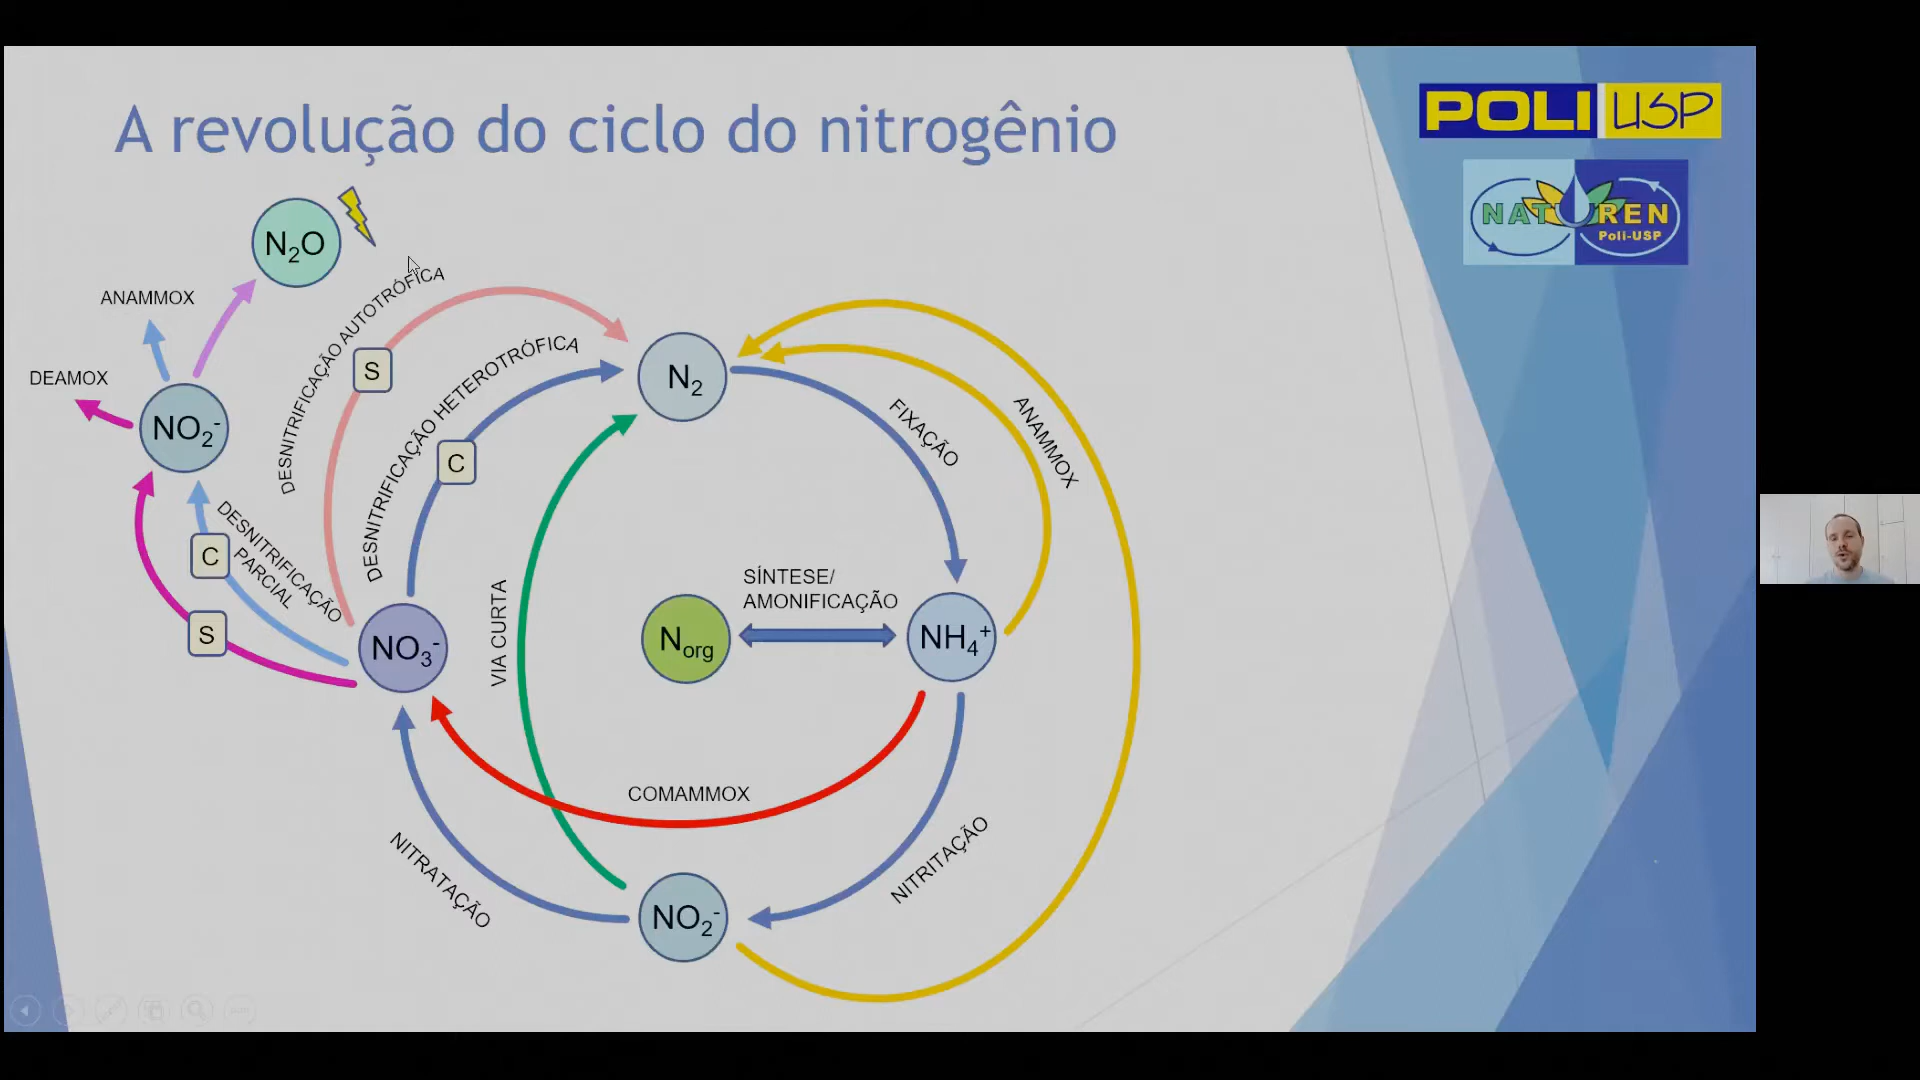 A revolução do ciclo do nitrogênio
POLI USP
NATUREN
Poli-USP
N₂O
ANAMMOX
DEAMOX
NO₂⁻
DESNITRIFICAÇÃO AUTOTRÓFICA
S
DESNITRIFICAÇÃO HETEROTRÓFICA
C
N₂
FIXAÇÃO
ANAMMOX
DESNITRIFICAÇÃO
PARCIAL
C
S
NO₃⁻
VIA CURTA
SÍNTESE/
AMONIFICAÇÃO
Norg
NH₄⁺
COMAMMOX
NITRATAÇÃO
NITRITAÇÃO
NO₂⁻